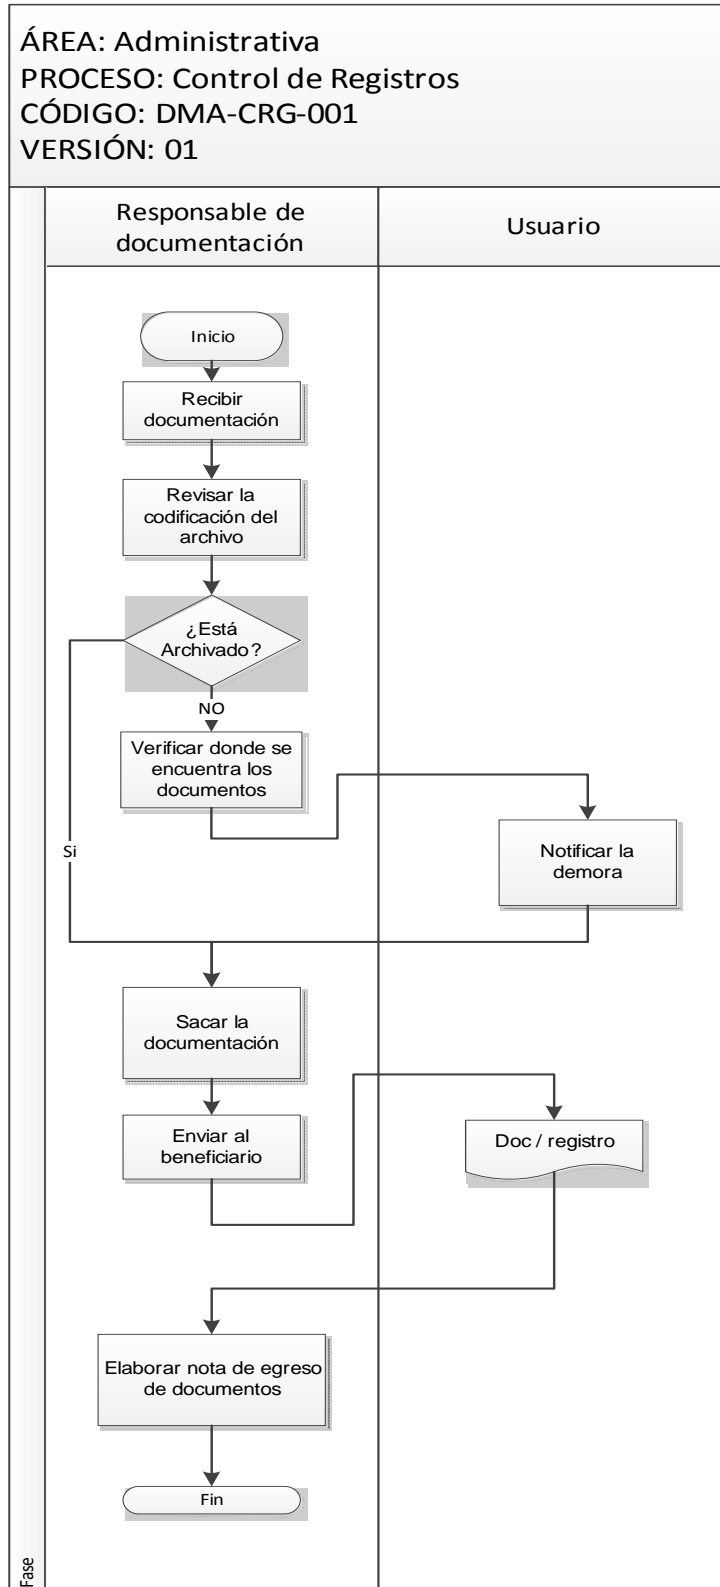 ÁREA: Administrativa
PROCESO: Control de Registros
CÓDIGO: DMA-CRG-001
VERSIÓN: 01
Responsable de
documentación
Usuario
Inicio
Recibir
documentación
Revisar la
codificación del
archivo
¿Está
Archivado?
NO
Verificar donde se
encuentra los
documentos
Si
Notificar la
demora
Sacar la
documentación
Enviar al
beneficiario
Doc / registro
Elaborar nota de egreso
de documentos
Fin
Fase